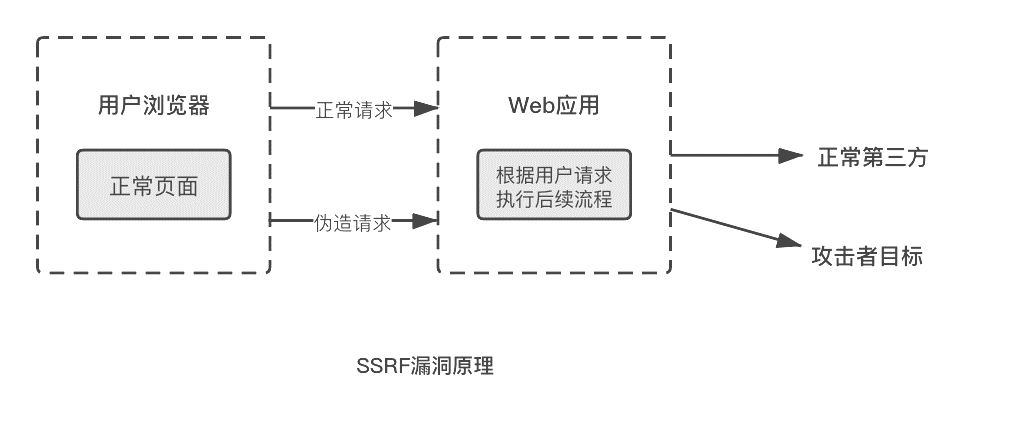 用户浏览器
正常页面
正常请求
伪造请求
Web应用
根据用户请求
执行后续流程
正常第三方
攻击者目标
SSRF漏洞原理